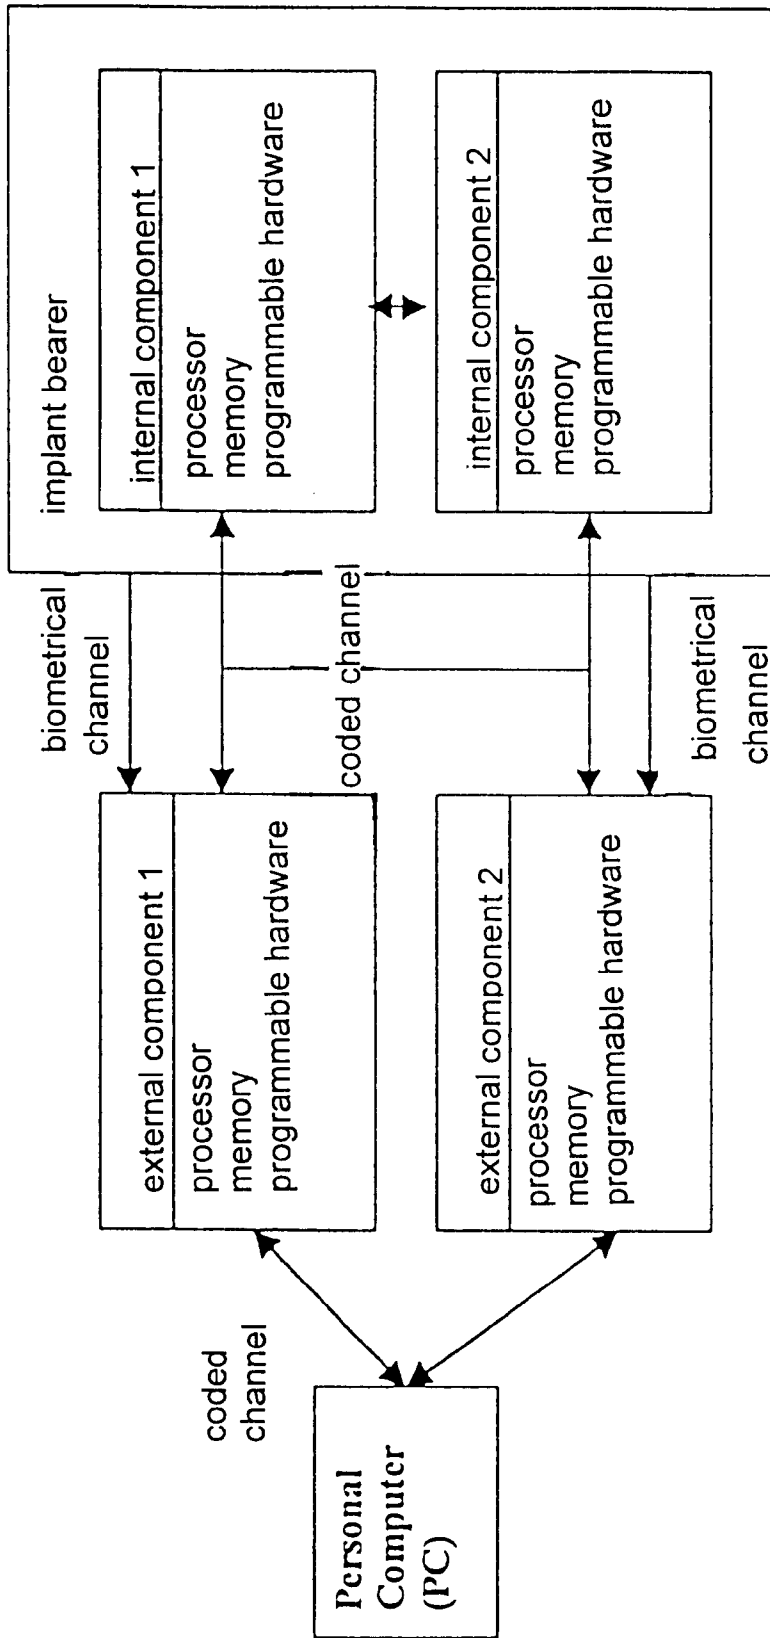 Personal
Computer
(PC)
coded
channel
external component 1
processor
memory
programmable hardware
external component 2
processor
memory
programmable hardware
biometrical
channel
coded channel
biometrical
channel
implant bearer
internal component 1
processor
memory
programmable hardware
internal component 2
processor
memory
programmable hardware